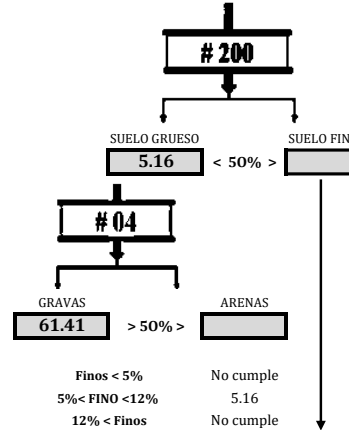 # 200
SUELO GRUESO SUELO FIN
5.16 < 50% >
# 04
GRAVAS ARENAS
61.41 > 50% >
Finos < 5% No cumple
5%< FINO <12% 5.16
12% < Finos No cumple